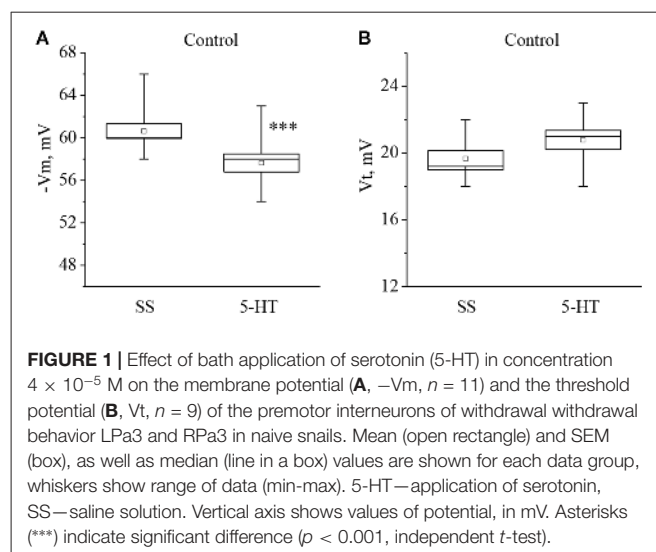 A
Control
68
64
60
56
52
48
-Vm, mV
***
SS
5-HT
B
Control
24
20
16
12
Vt, mV
SS
5-HT
FIGURE 1 | Effect of bath application of serotonin (5-HT) in concentration
4 × 10⁻⁵ M on the membrane potential (A, −Vm, n = 11) and the threshold
potential (B, Vt, n = 9) of the premotor interneurons of withdrawal withdrawal
behavior LPa3 and RPa3 in naive snails. Mean (open rectangle) and SEM
(box), as well as median (line in a box) values are shown for each data group,
whiskers show range of data (min-max). 5-HT—application of serotonin,
SS—saline solution. Vertical axis shows values of potential, in mV. Asterisks
(***) indicate significant difference (p < 0.001, independent t-test).